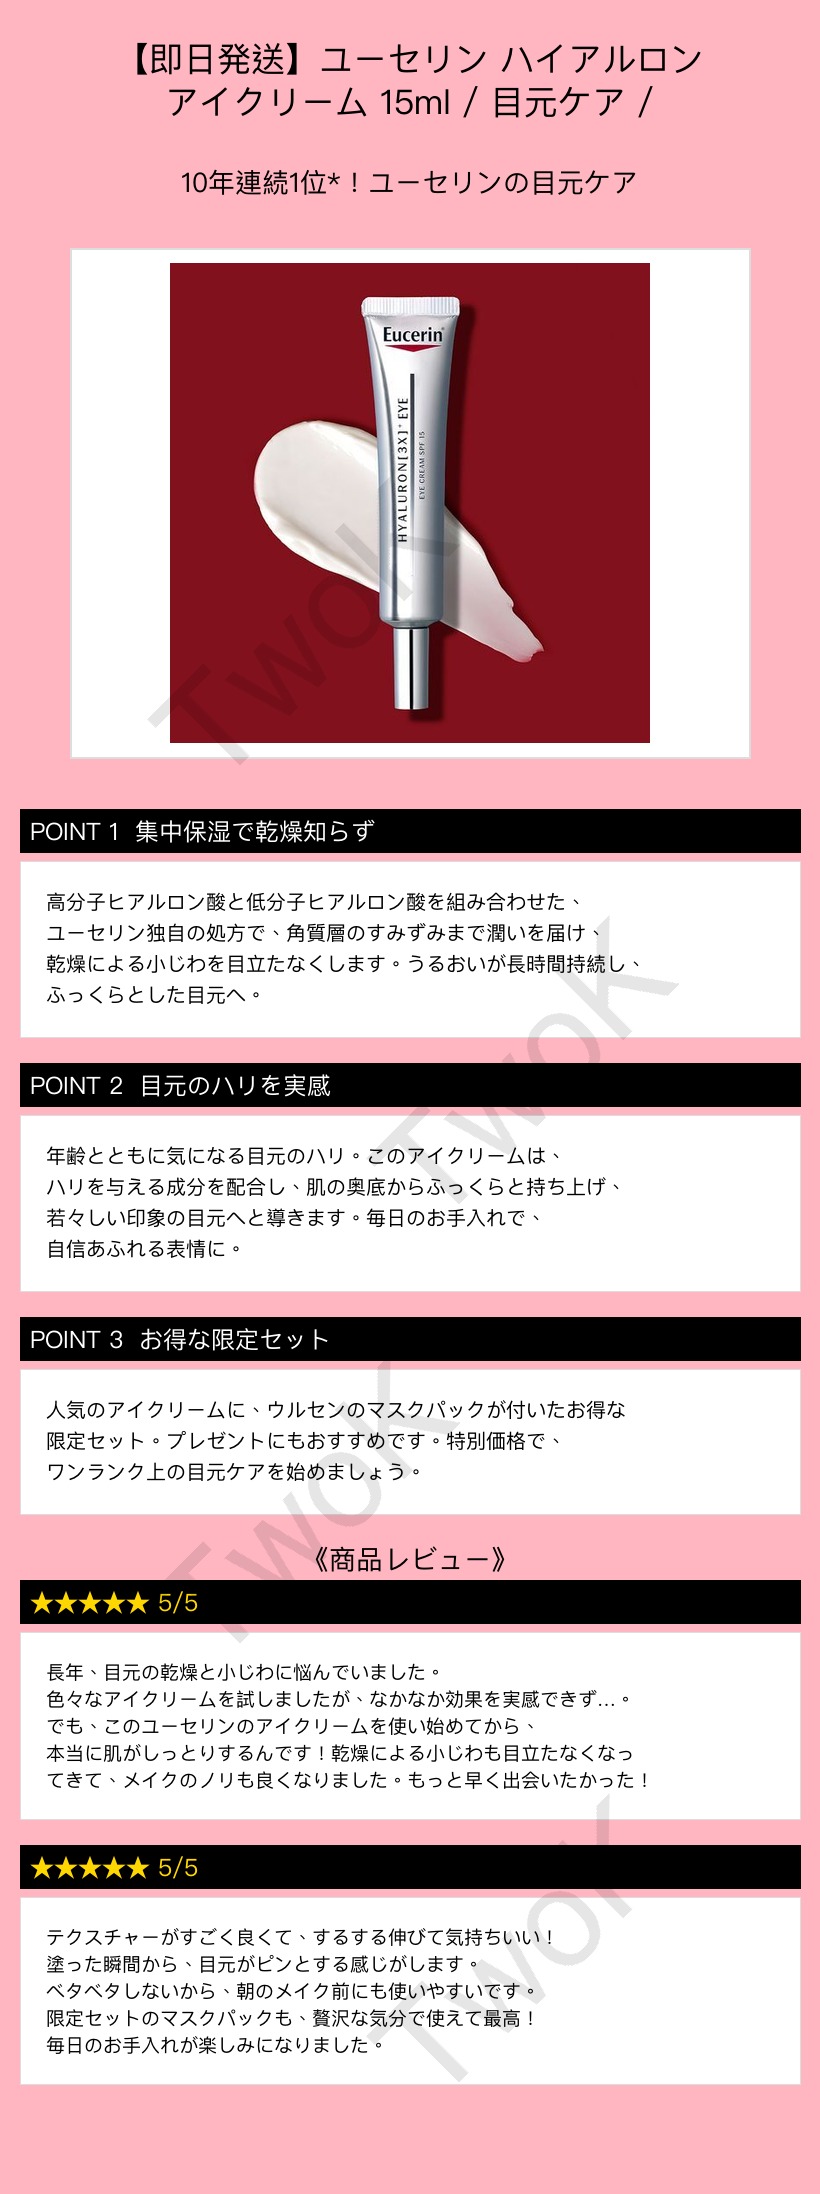 【即日発送】ユーセリン ハイアルロン
アイクリーム 15ml / 目元ケア /
10年連続1位*！ユーセリンの目元ケア
Eucerin
HYALURON[3X]+ EYE
EYE CREAM SPF 15
TwoK
POINT 1 集中保湿で乾燥知らず
高分子ヒアルロン酸と低分子ヒアルロン酸を組み合わせた、
ユーセリン独自の処方で、角質層のすみずみまで潤いを届け、
乾燥による小じわを目立たなくします。うるおいが長時間持続し、
ふっくらとした目元へ。
TwoK
POINT 2 目元のハリを実感
年齢とともに気になる目元のハリ。このアイクリームは、
ハリを与える成分を配合し、肌の奥底からふっくらと持ち上げ、
若々しい印象の目元へと導きます。毎日のお手入れで、
自信あふれる表情に。
POINT 3 お得な限定セット
人気のアイクリームに、ウルセンのマスクパックが付いたお得な
限定セット。プレゼントにもおすすめです。特別価格で、
ワンランク上の目元ケアを始めましょう。
TwoK
《商品レビュー》
★★★★★ 5/5
長年、目元の乾燥と小じわに悩んでいました。
色々なアイクリームを試しましたが、なかなか効果を実感できず…。
でも、このユーセリンのアイクリームを使い始めてから、
本当に肌がしっとりするんです！乾燥による小じわも目立たなくなっ
てきて、メイクのノリも良くなりました。もっと早く出会いたかった！
★★★★★ 5/5
テクスチャーがすごく良くて、するする伸びて気持ちいい！
塗った瞬間から、目元がピンとする感じがします。
ベタベタしないから、朝のメイク前にも使いやすいです。
限定セットのマスクパックも、贅沢な気分で使えて最高！
毎日のお手入れが楽しみになりました。
TwoK